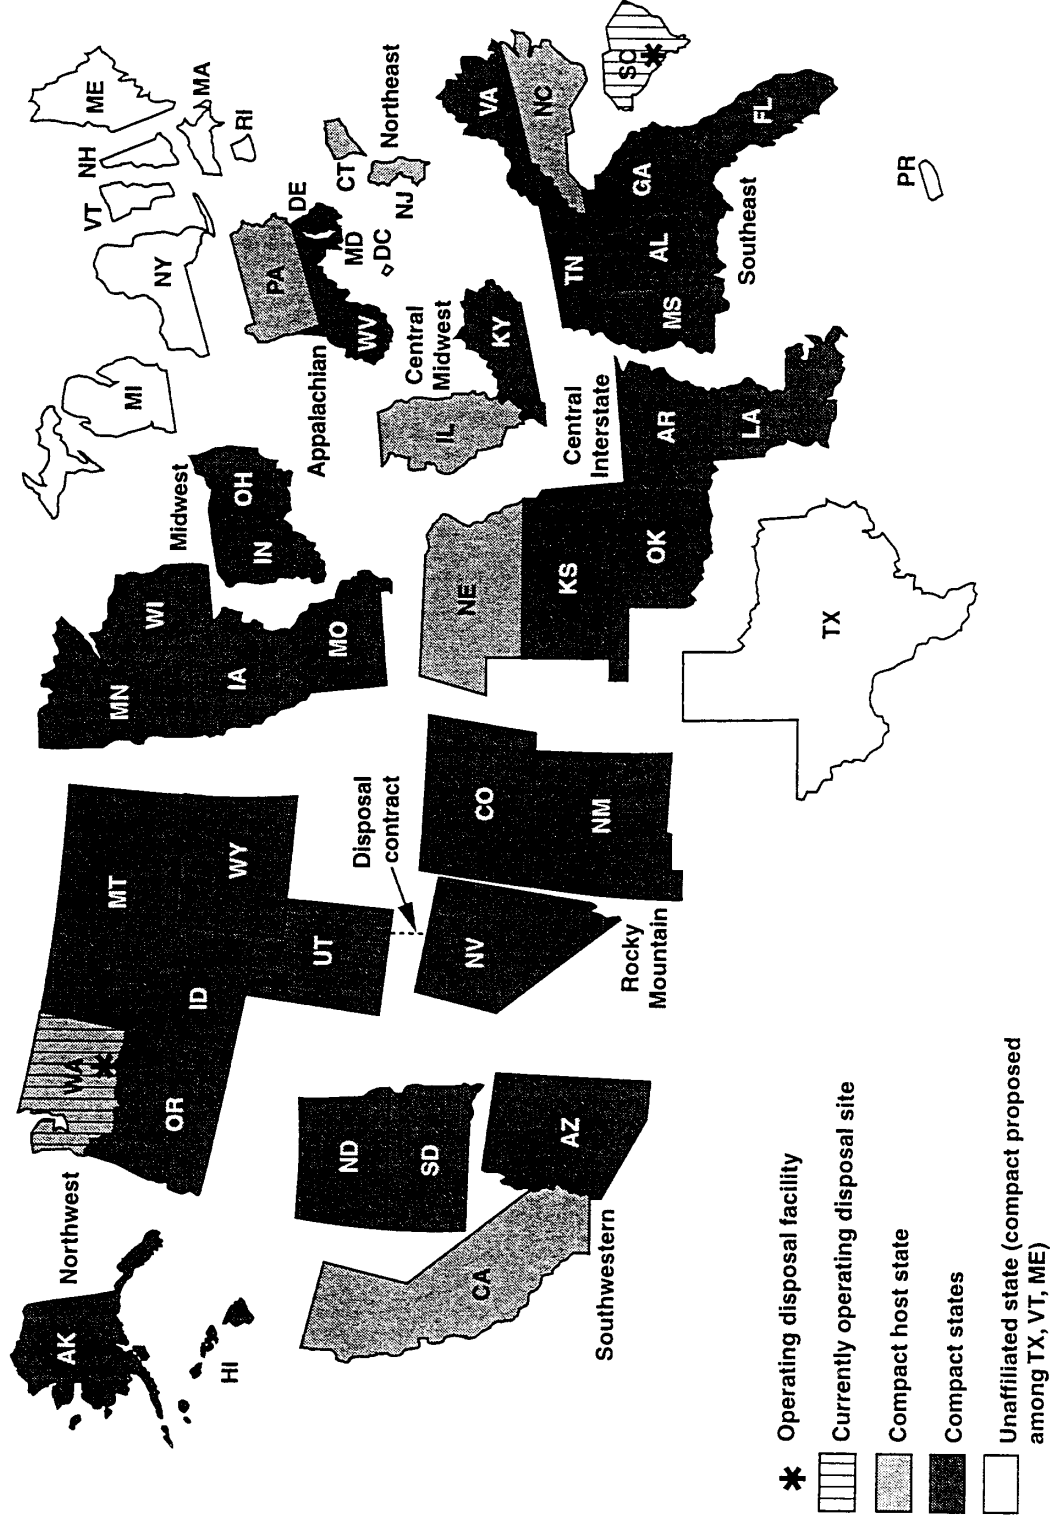 Northwest
AK
HI
WA
OR
ID
MT
WY
UT
Disposal
contract
NV
CO
NM
Rocky
Mountain
ND
SD
CA
AZ
Southwestern
MN
WI
IA
MO
IN
OH
Midwest
NE
KS
OK
AR
LA
Central
Interstate
IL
KY
Central
Midwest
Appalachian
PA
WV
MD
DE
DC
CT
NJ
Northeast
MI
NY
VT
NH
ME
MA
RI
VA
NC
SC
TN
MS
AL
GA
FL
Southeast
TX
PR
Operating disposal facility
Currently operating disposal site
Compact host state
Compact states
Unaffiliated state (compact proposed
among TX, VT, ME)